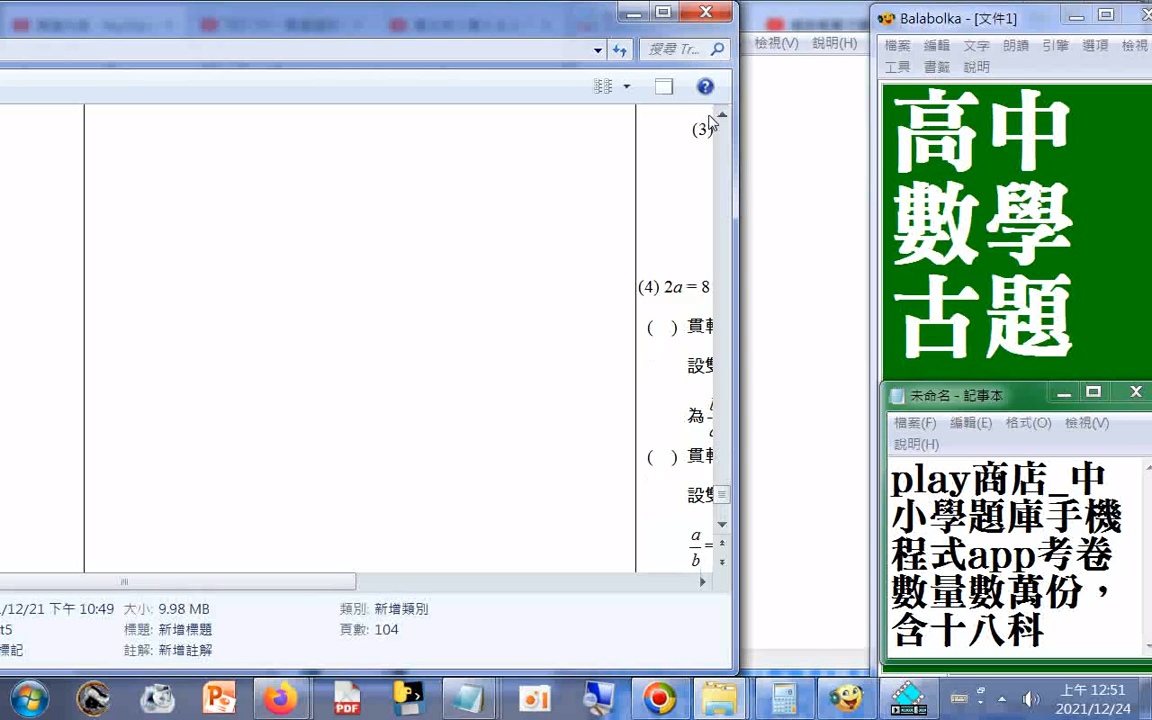 搜尋 Tr...
(3)
(4) 2a = 8
( ) 貫
設雙
為
( ) 貫
設雙
a
b
=
/12/21 下午 10:49 大小: 9.98 MB 類別: 新增類別
t5 標題: 新增標題 頁數: 104
標記 註解: 新增註解
檢視(V) 說明(H)
Balabolka - [文件1]
檔案 編輯 文字 朗讀 引擎 選項 檢視
工具 書籤 說明
高中
數學
古題
未命名 - 記事本
檔案(F) 編輯(E) 格式(O) 檢視(V)
說明(H)
play商店_中
小學題庫手機
程式app考卷
數量數萬份，
含十八科
PDF
上午 12:51
2021/12/24